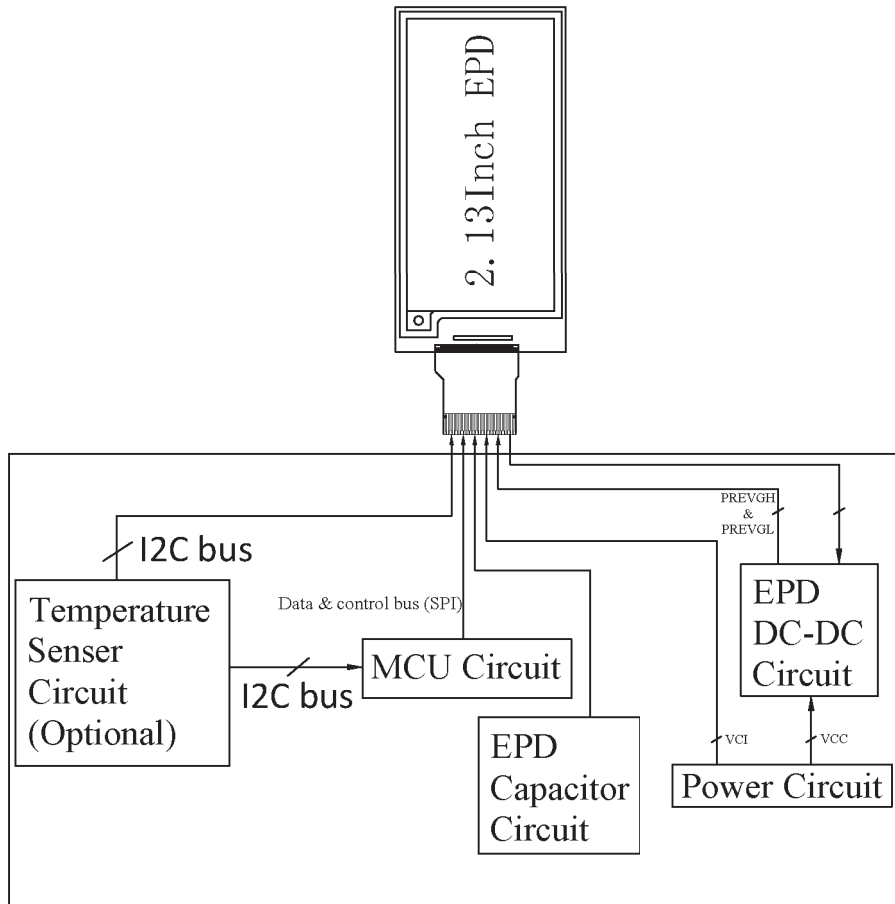 2.13Inch EPD
PREVGH
&
PREVGL
I2C bus
Temperature
Senser
Circuit
(Optional)
Data & control bus (SPI)
EPD
DC-DC
Circuit
MCU Circuit
I2C bus
EPD
Capacitor
Circuit
VCI
VCC
Power Circuit